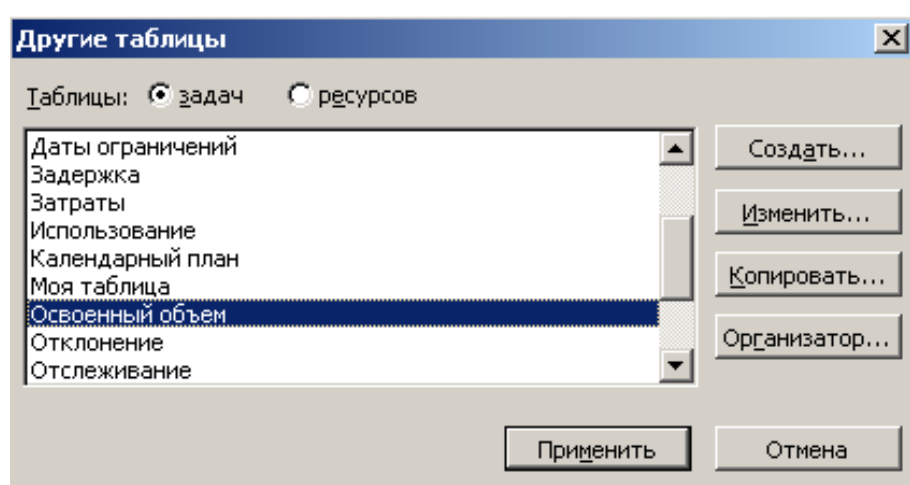 Другие таблицы
Таблицы: задач ресурсов
Даты ограничений
Задержка
Затраты
Использование
Календарный план
Моя таблица
Освоенный объем
Отклонение
Отслеживание
Создать...
Изменить...
Копировать...
Организатор...
Применить Отмена